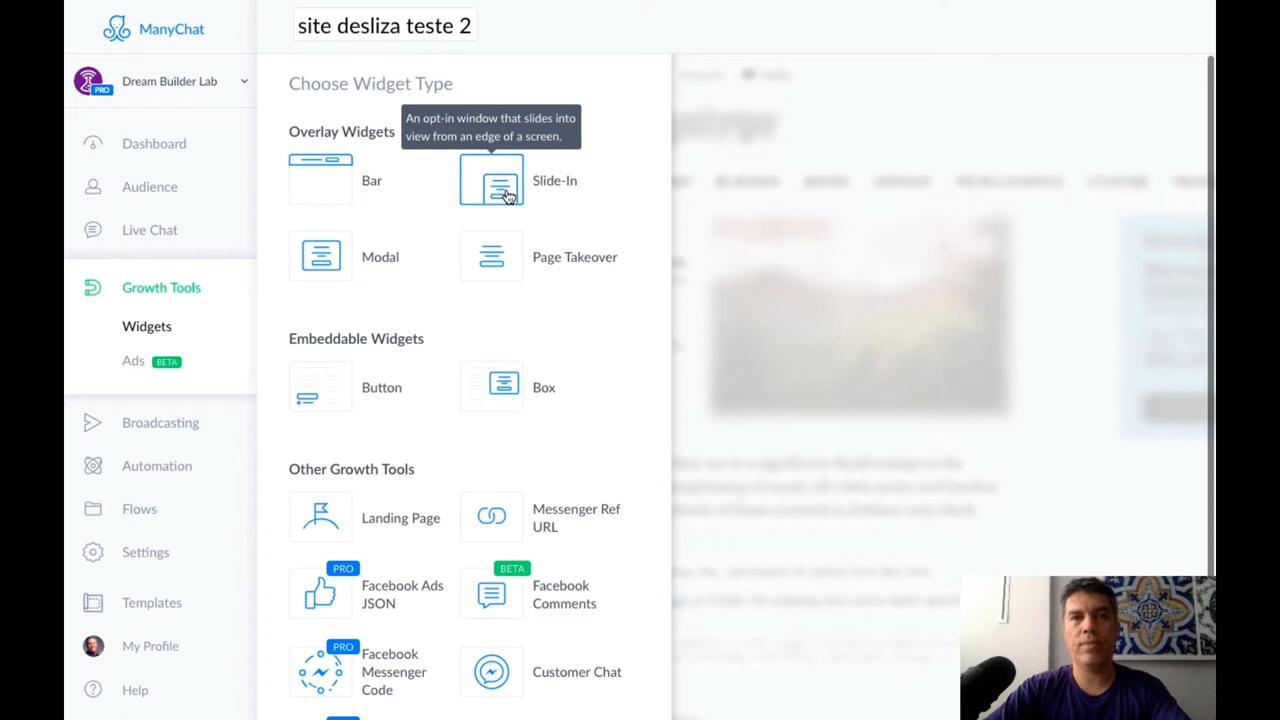 ManyChat
site desliza teste 2
Dream Builder Lab
PRO
Dashboard
Audience
Live Chat
Growth Tools
Widgets
Ads BETA
Broadcasting
Automation
Flows
Settings
Templates
My Profile
Help
Choose Widget Type
An opt-in window that slides into
view from an edge of a screen.
Overlay Widgets
Bar
Slide-In
Modal
Page Takeover
Embeddable Widgets
Button
Box
Other Growth Tools
Landing Page
Messenger Ref
URL
PRO
Facebook Ads
JSON
BETA
Facebook
Comments
PRO
Facebook
Messenger
Code
Customer Chat